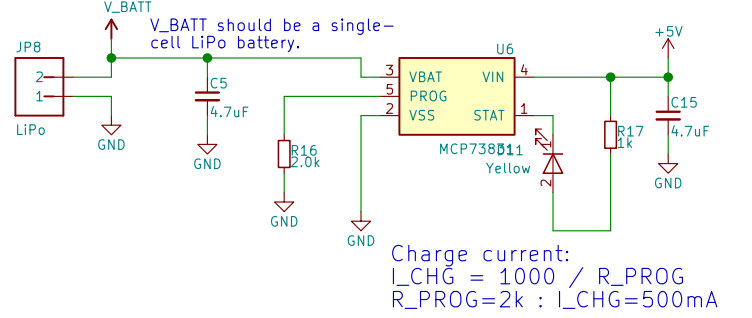 V_BATT
V_BATT should be a single-
cell LiPo battery.
+5V
JP8
2
1
LiPo
GND
C5
4.7uF
GND
R16
2.0k
GND
U6
3 VBAT VIN 4
5 PROG
2 VSS STAT 1
MCP73831
D11
Yellow
1
2
GND
R17
1k
C15
4.7uF
GND
Charge current:
I_CHG = 1000 / R_PROG
R_PROG=2k : I_CHG=500mA